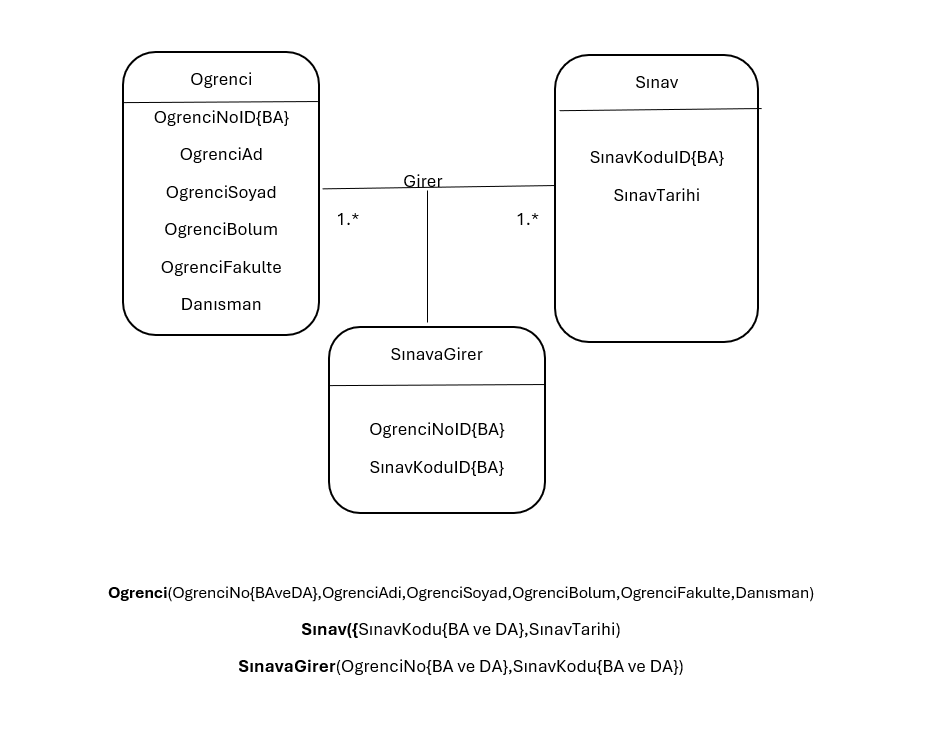 Ogrenci
OgrenciNoID{BA}
OgrenciAd
OgrenciSoyad
OgrenciBolum
OgrenciFakulte
Danısman
Girer
1.*
1.*
Sınav
SınavKoduID{BA}
SınavTarihi
SınavaGirer
OgrenciNoID{BA}
SınavKoduID{BA}
Ogrenci(OgrenciNo{BAveDA},OgrenciAdi,OgrenciSoyad,OgrenciBolum,OgrenciFakulte,Danısman)
Sınav({SınavKodu{BA ve DA},SınavTarihi)
SınavaGirer(OgrenciNo{BA ve DA},SınavKodu{BA ve DA})